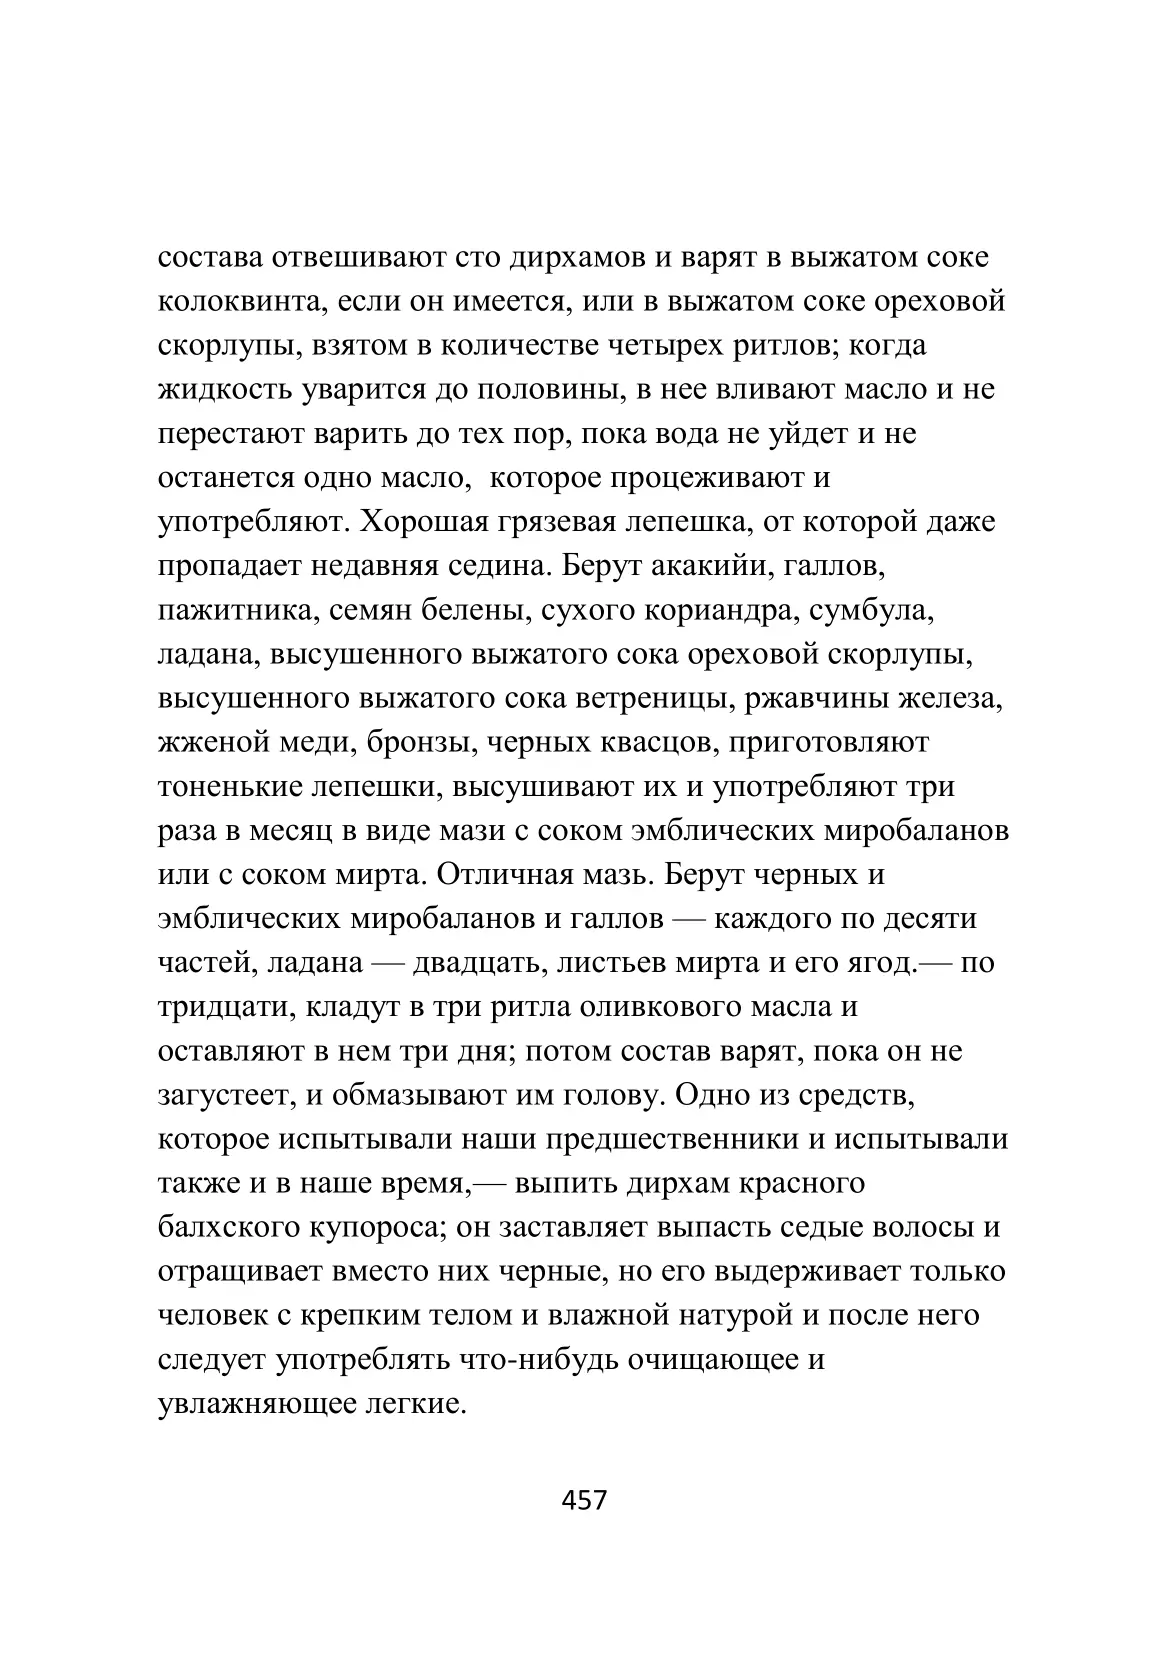 состава отвешивают сто дирхамов и варят в выжатом соке
колоквинта, если он имеется, или в выжатом соке ореховой
скорлупы, взятом в количестве четырех ритлов; когда
жидкость уварится до половины, в нее вливают масло и не
перестают варить до тех пор, пока вода не уйдет и не
останется одно масло,  которое процеживают и
употребляют. Хорошая грязевая лепешка, от которой даже
пропадает недавняя седина. Берут акакийи, галлов,
пажитника, семян белены, сухого кориандра, сумбула,
ладана, высушенного выжатого сока ореховой скорлупы,
высушенного выжатого сока ветреницы, ржавчины железа,
жженой меди, бронзы, черных квасцов, приготовляют
тоненькие лепешки, высушивают их и употребляют три
раза в месяц в виде мази с соком эмблических миробаланов
или с соком мирта. Отличная мазь. Берут черных и
эмблических миробаланов и галлов — каждого по десяти
частей, ладана — двадцать, листьев мирта и его ягод.— по
тридцати, кладут в три ритла оливкового масла и
оставляют в нем три дня; потом состав варят, пока он не
загустеет, и обмазывают им голову. Одно из средств,
которое испытывали наши предшественники и испытывали
также и в наше время,— выпить дирхам красного
балхского купороса; он заставляет выпасть седые волосы и
отращивает вместо них черные, но его выдерживает только
человек с крепким телом и влажной натурой и после него
следует употреблять что-нибудь очищающее и
увлажняющее легкие.
457